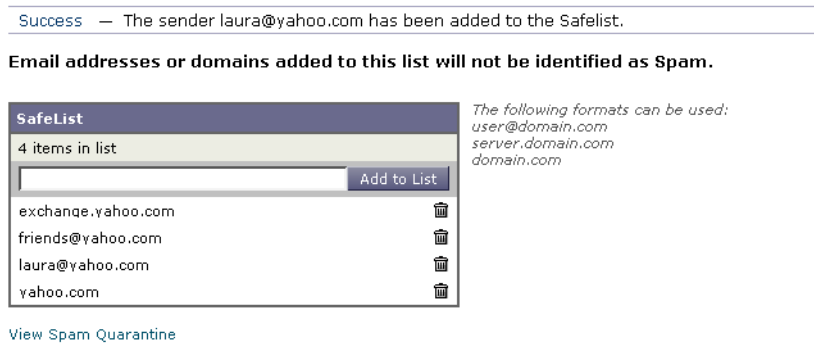 Success — The sender laura@yahoo.com has been added to the Safelist.
Email addresses or domains added to this list will not be identified as Spam.
SafeList
4 items in list
Add to List
exchange.yahoo.com
friends@yahoo.com
laura@yahoo.com
yahoo.com
The following formats can be used:
user@domain.com
server.domain.com
domain.com
View Spam Quarantine